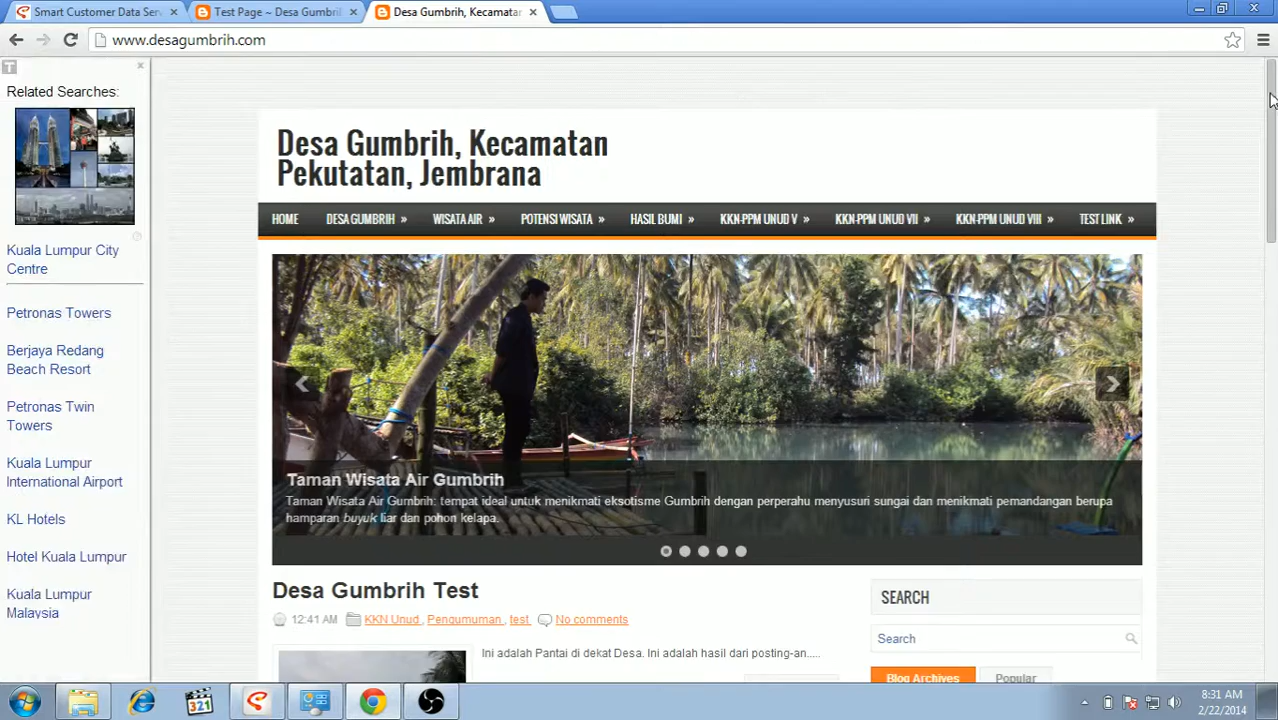 Smart Customer Data Ser
Test Page ~ Desa Gumbril
Desa Gumbrih, Kecamatar
www.desagumbrih.com
T
Related Searches:
Kuala Lumpur City
Centre
Petronas Towers
Berjaya Redang
Beach Resort
Petronas Twin
Towers
Kuala Lumpur
International Airport
KL Hotels
Hotel Kuala Lumpur
Kuala Lumpur
Malaysia
Desa Gumbrih, Kecamatan
Pekutatan, Jembrana
HOME DESA GUMBRIH » WISATA AIR » POTENSI WISATA » HASIL BUMI » KKN-PPM UNUD V » KKN-PPM UNUD VII » KKN-PPM UNUD VIII » TEST LINK »
Taman Wisata Air Gumbrih
Taman Wisata Air Gumbrih: tempat ideal untuk menikmati eksotisme Gumbrih dengan perperahu menyusuri sungai dan menikmati pemandangan berupa
hamparan buyuk liar dan pohon kelapa.
Desa Gumbrih Test
12:41 AM KKN Unud , Pengumuman , test No comments
Ini adalah Pantai di dekat Desa. Ini adalah hasil dari posting-an.....
SEARCH
Search
Blog Archives Popular
321
8:31 AM
2/22/2014